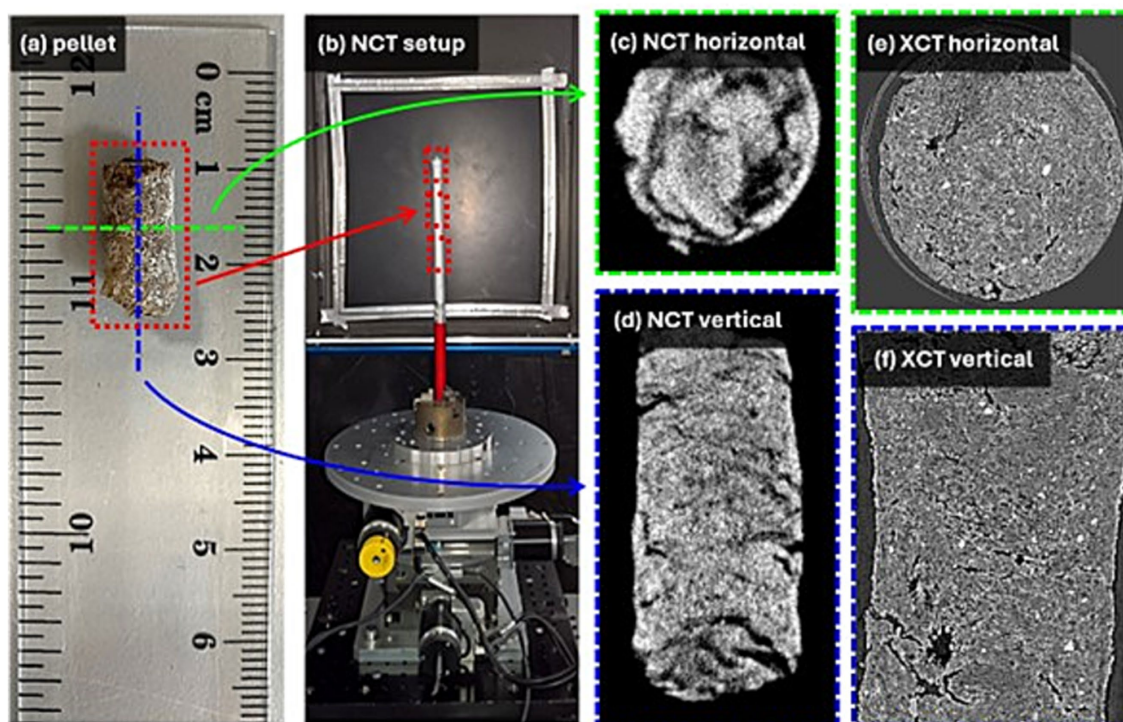 (a) pellet
(b) NCT setup
(c) NCT horizontal
(e) XCT horizontal
12
0 cm
1
2
11
3
(d) NCT vertical
(f) XCT vertical
4
10
5
6